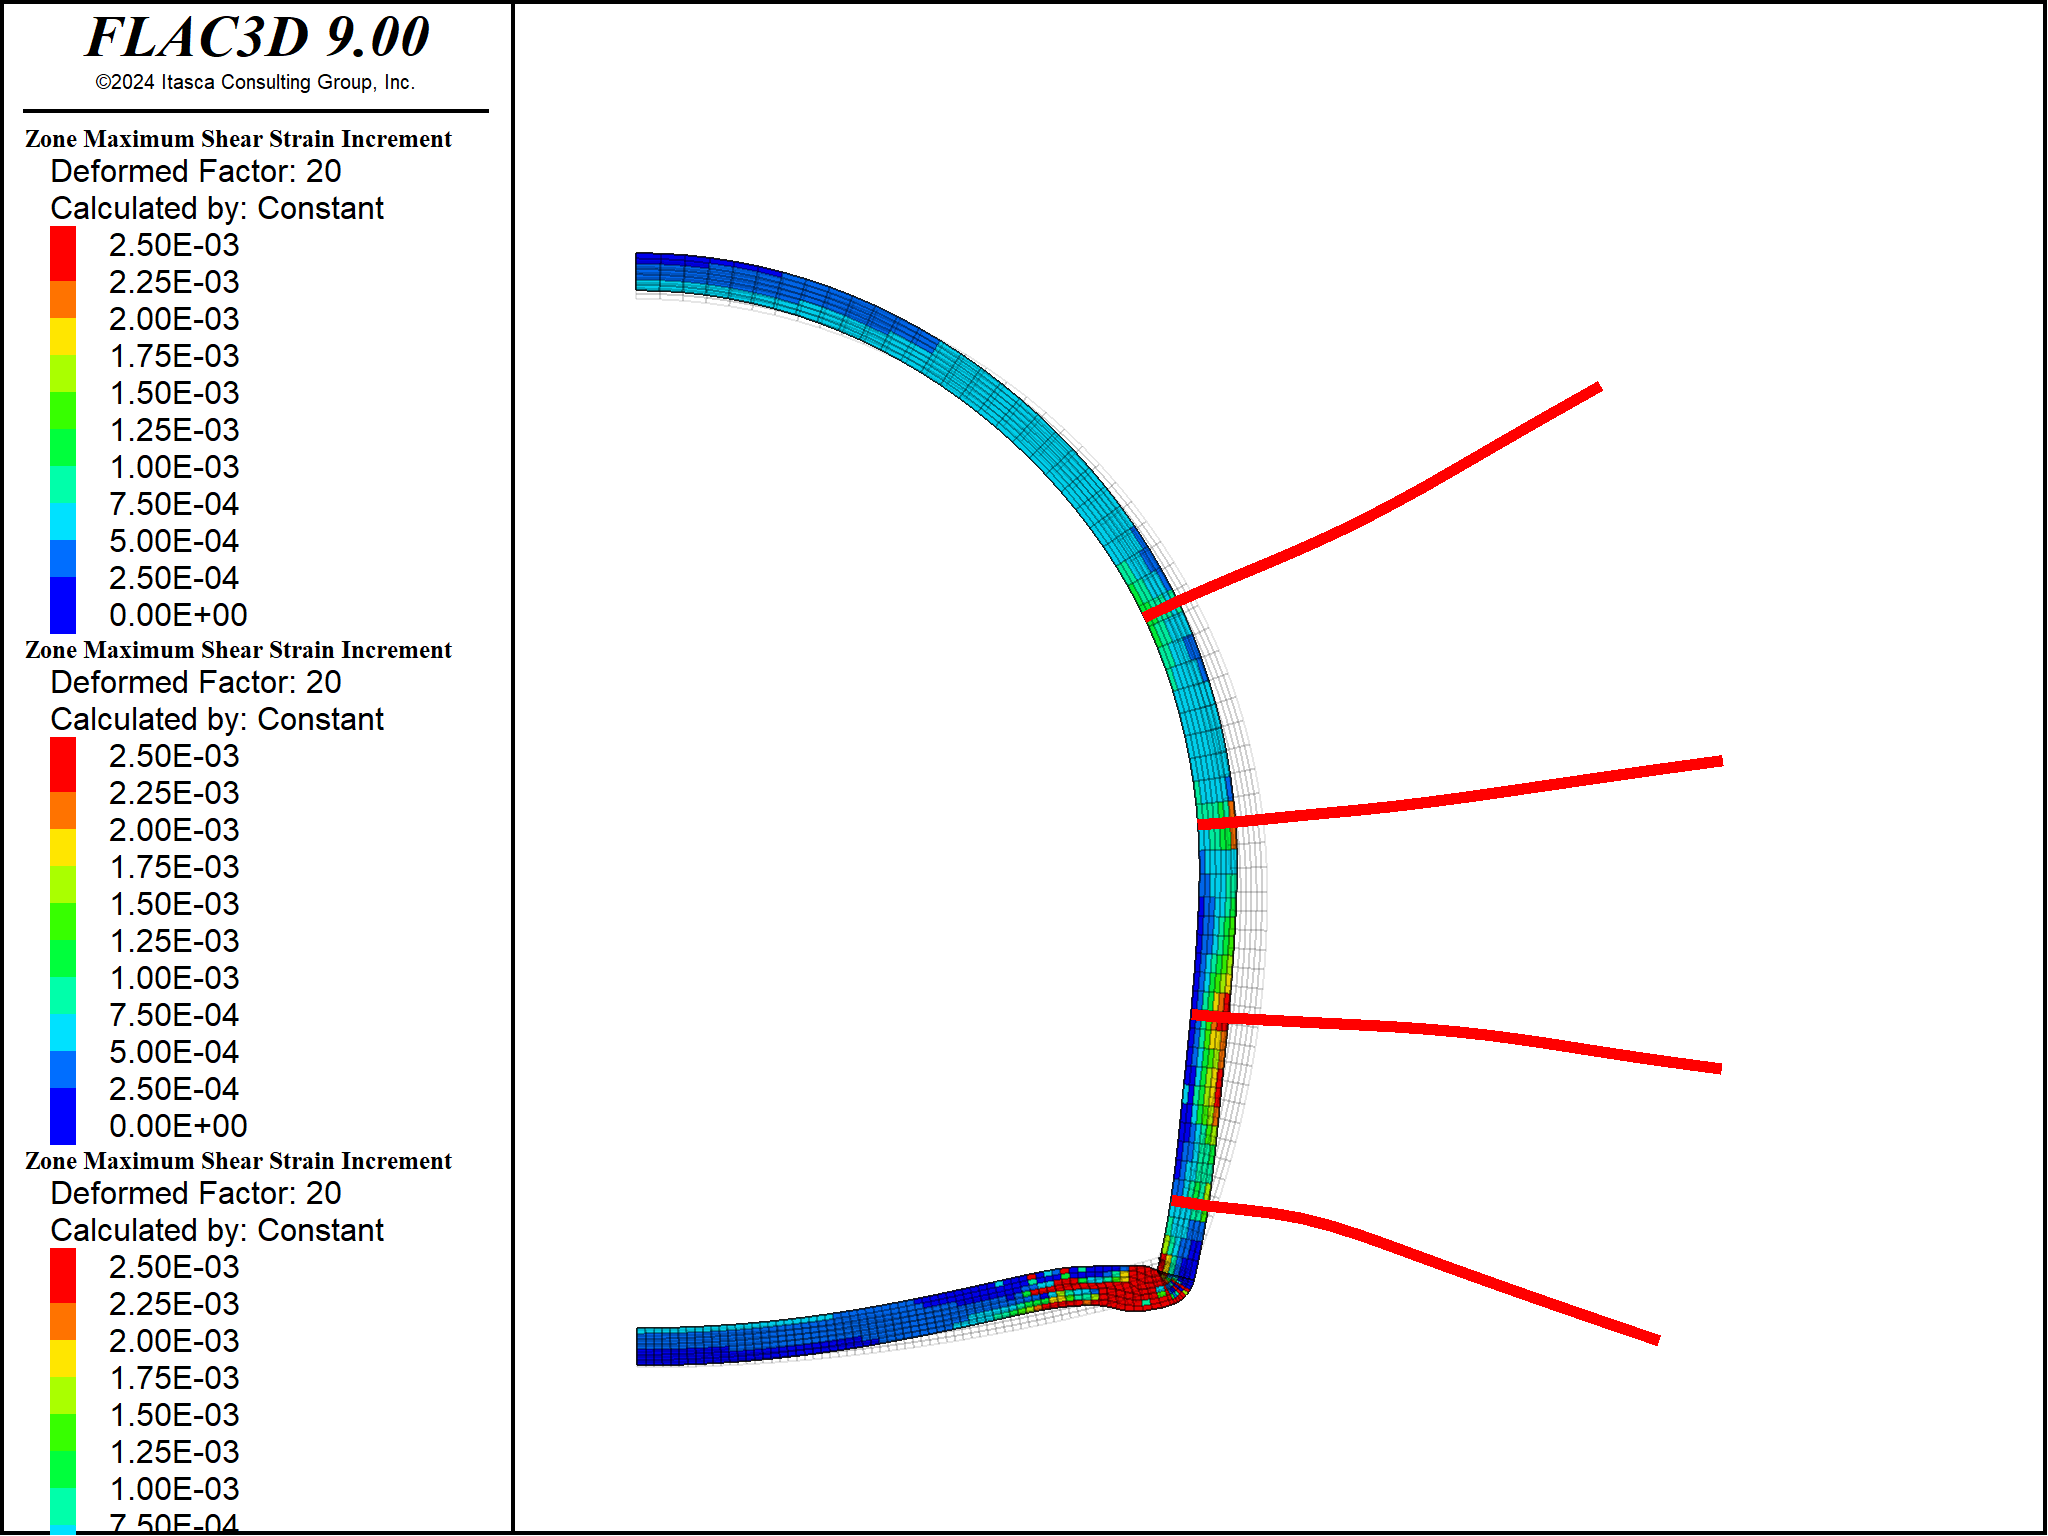 FLAC3D 9.00
©2024 Itasca Consulting Group, Inc.
Zone Maximum Shear Strain Increment
Deformed Factor: 20
Calculated by: Constant
2.50E-03
2.25E-03
2.00E-03
1.75E-03
1.50E-03
1.25E-03
1.00E-03
7.50E-04
5.00E-04
2.50E-04
0.00E+00
Zone Maximum Shear Strain Increment
Deformed Factor: 20
Calculated by: Constant
2.50E-03
2.25E-03
2.00E-03
1.75E-03
1.50E-03
1.25E-03
1.00E-03
7.50E-04
5.00E-04
2.50E-04
0.00E+00
Zone Maximum Shear Strain Increment
Deformed Factor: 20
Calculated by: Constant
2.50E-03
2.25E-03
2.00E-03
1.75E-03
1.50E-03
1.25E-03
1.00E-03
7.50E-04